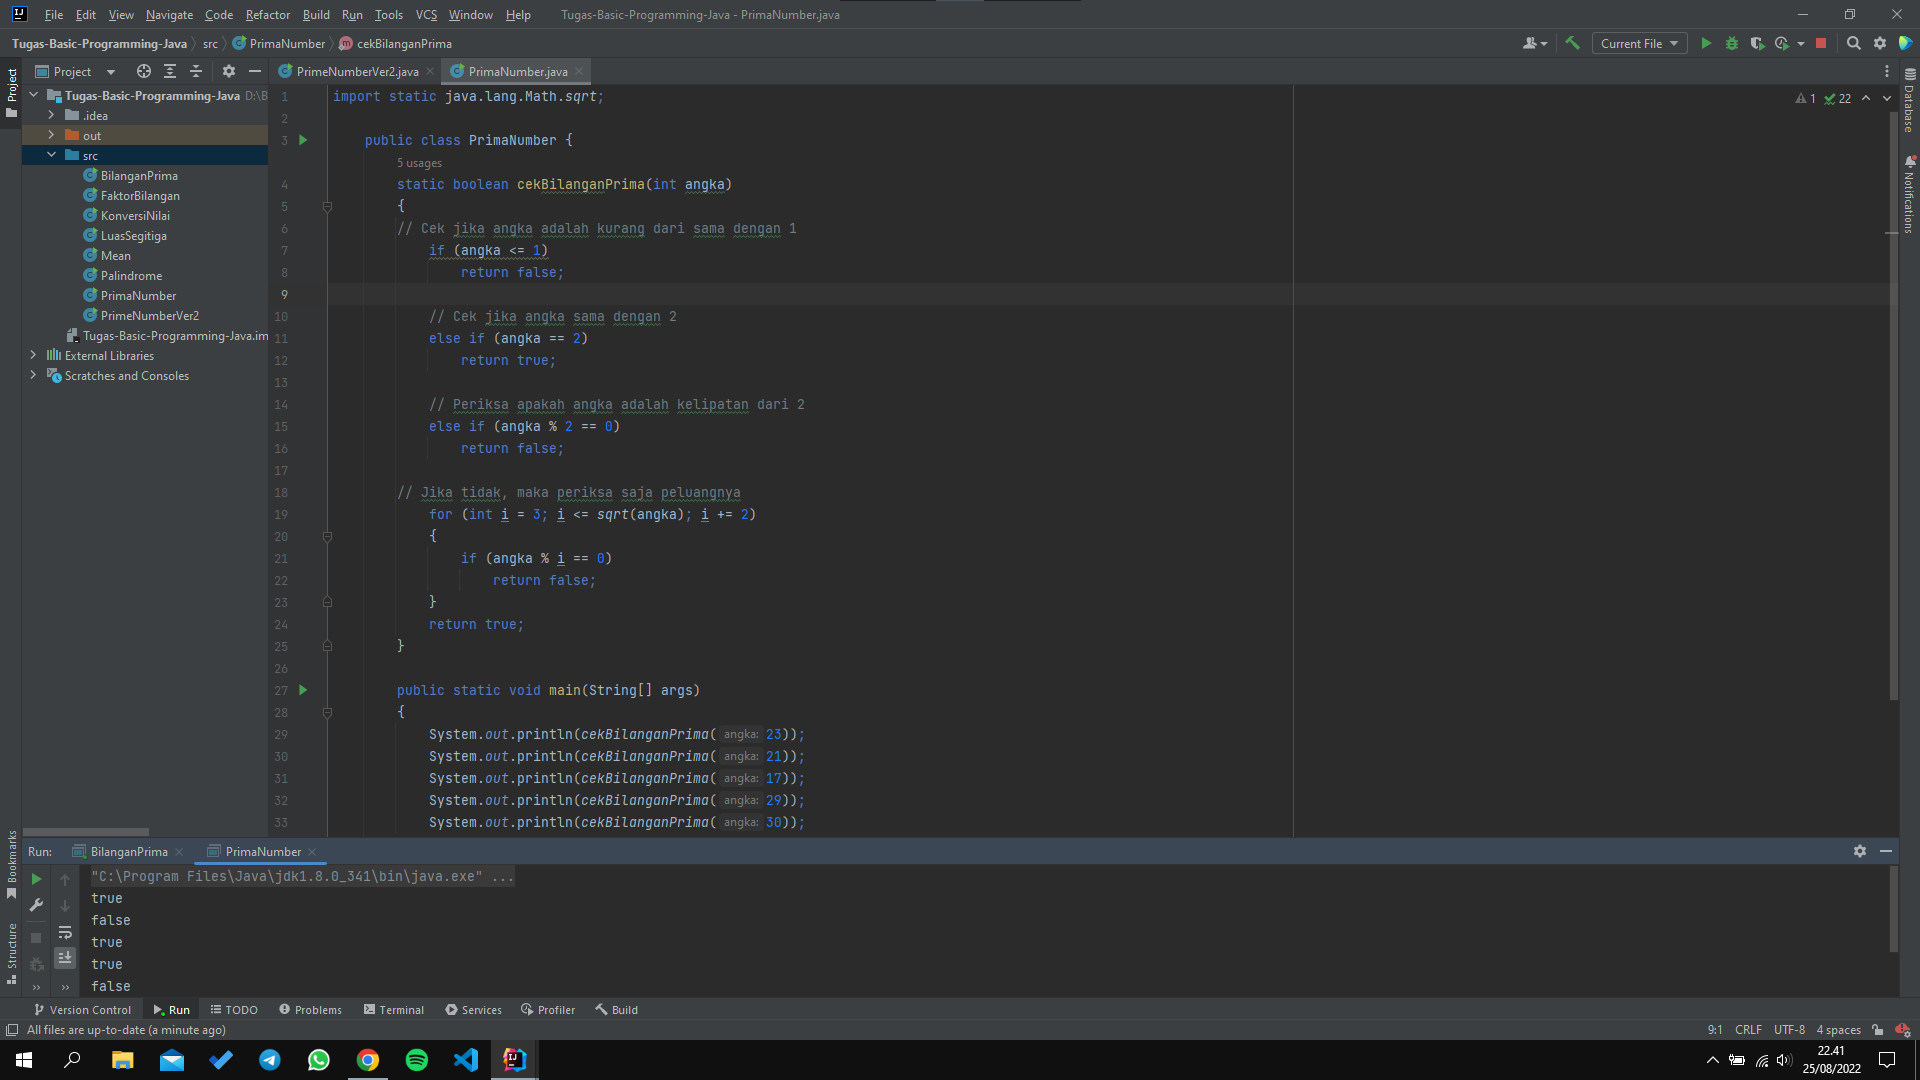 File Edit View Navigate Code Refactor Build Run Tools VCS Window Help Tugas-Basic-Programming-Java - PrimaNumber.java
Tugas-Basic-Programming-Java src PrimaNumber cekBilanganPrima Current File
Project
Project
PrimeNumberVer2.java PrimaNumber.java
Tugas-Basic-Programming-Java D:\B
.idea
out
src
BilanganPrima
FaktorBilangan
KonversiNilai
LuasSegitiga
Mean
Palindrome
PrimaNumber
PrimeNumberVer2
Tugas-Basic-Programming-Java.im
External Libraries
Scratches and Consoles
1 22
Database
Notifications
1 import static java.lang.Math.sqrt;
2
3 public class PrimaNumber {
5 usages
4 static boolean cekBilanganPrima(int angka)
5 {
6 // Cek jika angka adalah kurang dari sama dengan 1
7 if (angka <= 1)
8 return false;
9
10 // Cek jika angka sama dengan 2
11 else if (angka == 2)
12 return true;
13
14 // Periksa apakah angka adalah kelipatan dari 2
15 else if (angka % 2 == 0)
16 return false;
17
18 // Jika tidak, maka periksa saja peluangnya
19 for (int i = 3; i <= sqrt(angka); i += 2)
20 {
21 if (angka % i == 0)
22 return false;
23 }
24 return true;
25 }
26
27 public static void main(String[] args)
28 {
29 System.out.println(cekBilanganPrima( angka: 23));
30 System.out.println(cekBilanganPrima( angka: 21));
31 System.out.println(cekBilanganPrima( angka: 17));
32 System.out.println(cekBilanganPrima( angka: 29));
33 System.out.println(cekBilanganPrima( angka: 30));
Bookmarks
Structure
Run: BilanganPrima PrimaNumber
"C:\Program Files\Java\jdk1.8.0_341\bin\java.exe" ...
true
false
true
true
false
Version Control Run TODO Problems Terminal Services Profiler Build
All files are up-to-date (a minute ago) 9:1 CRLF UTF-8 4 spaces
22.41
25/08/2022